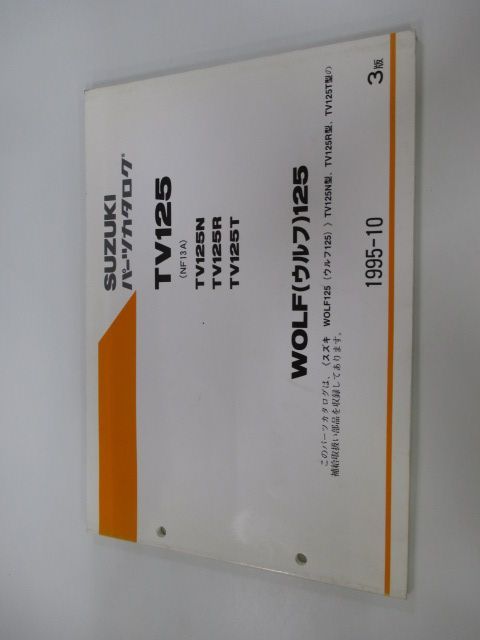 SUZUKI
パーツカタログ
TV125
(NF13A)
TV125N
TV125R
TV125T
WOLF(ウルフ)125
このパーツカタログは、《スズキ WOLF125（ウルフ125）》TV125N型、TV125R型、TV125T型の
補給取扱い部品を収録してあります。
1995-10
3版